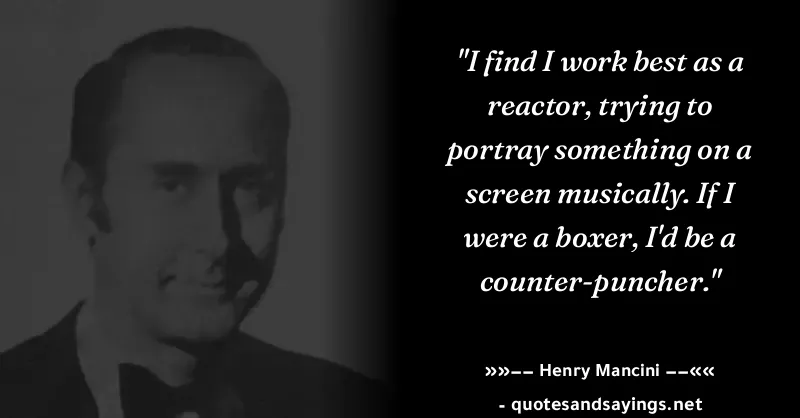 "I find I work best as a
reactor, trying to
portray something on a
screen musically. If I
were a boxer, I'd be a
counter-puncher."
»»−− Henry Mancini −−««
- quotesandsayings.net